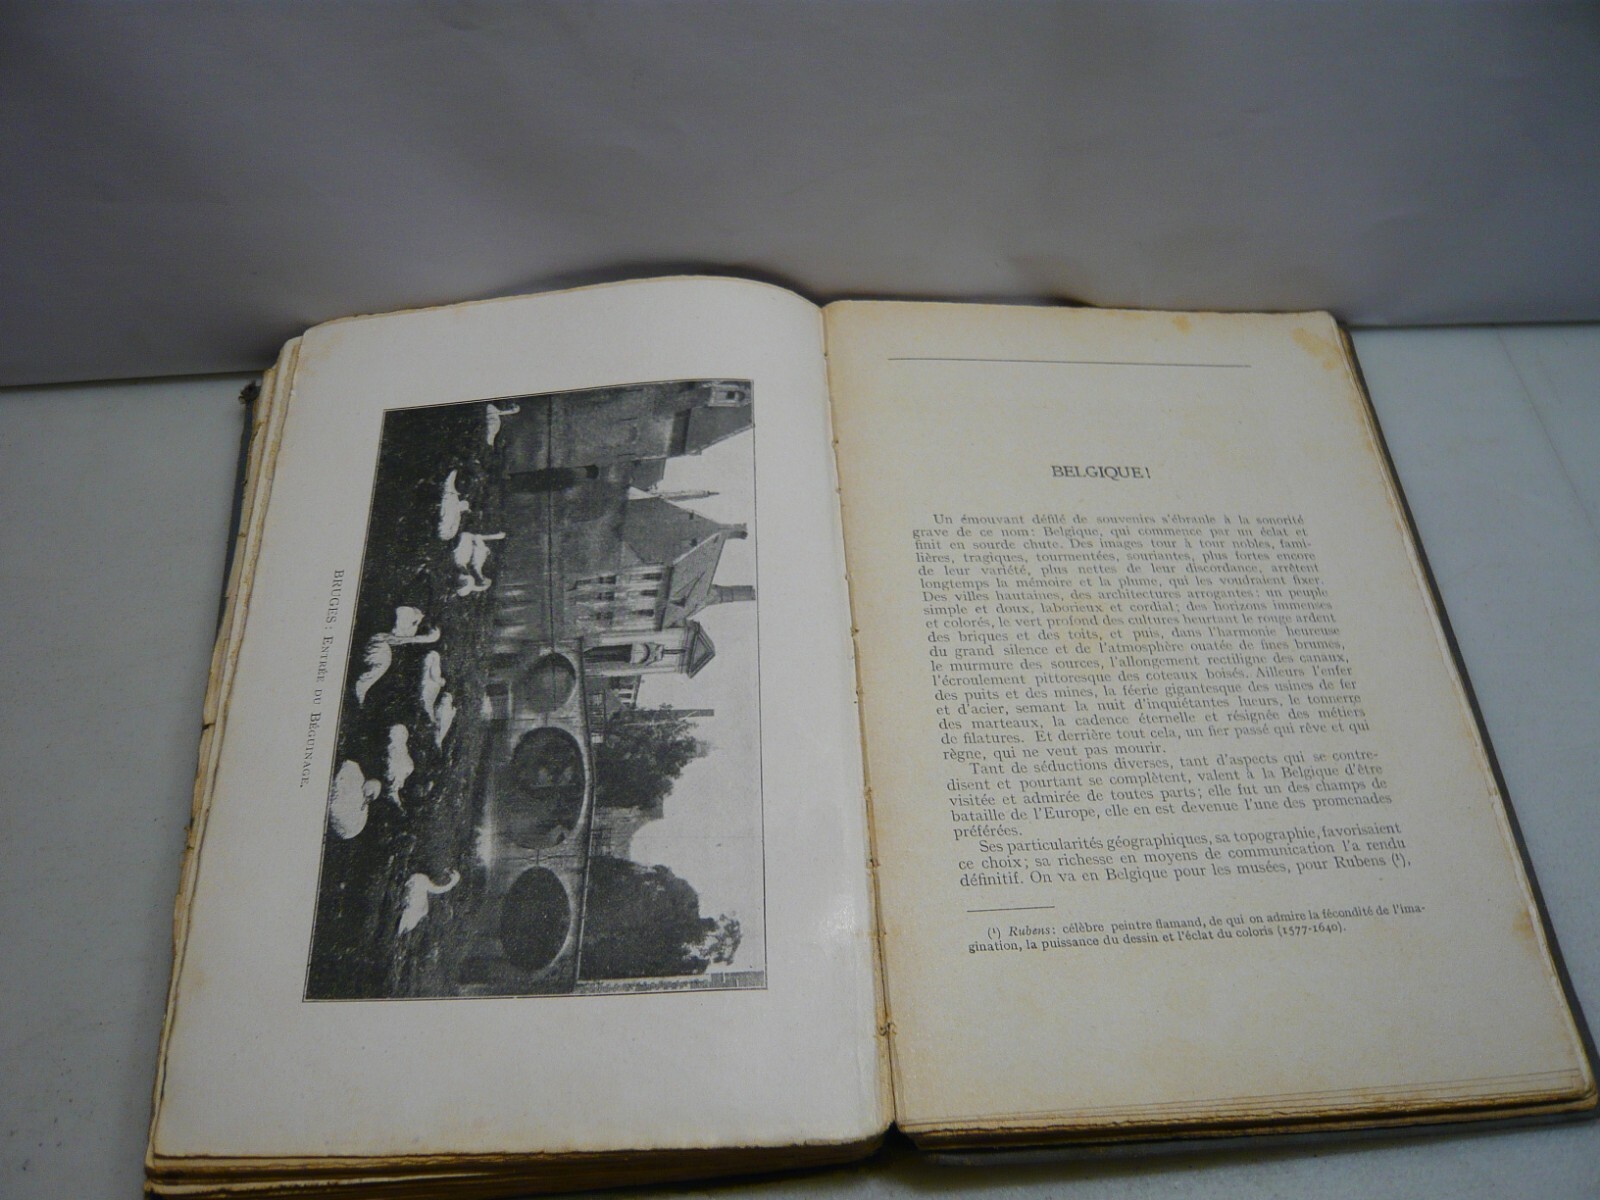 BRUGES : ENTRÉE DU BÉGUINAGE.
BELGIQUE!
Un émouvant défilé de souvenirs s'ébranle à la sonorité
grave de ce nom: Belgique, qui commence par un éclat et
finit en sourde chute. Des images tour à tour nobles, fami-
lières, tragiques, tourmentées, souriantes, plus fortes encore
de leur variété, plus nettes de leur discordance, arrêtent
longtemps la mémoire et la plume, qui les voudraient fixer.
Des villes hautaines, des architectures arrogantes: un peuple
simple et doux, laborieux et cordial; des horizons immenses
et colorés, le vert profond des cultures heurtant le rouge ardent
des briques et des toits, et puis, dans l'harmonie heureuse
du grand silence et de l'atmosphère ouatée de fines brumes,
le murmure des sources, l'allongement rectiligne des canaux,
l'écroulement pittoresque des coteaux boisés. Ailleurs l'enfer
des puits et des mines, la féerie gigantesque des usines de fer
et d'acier, semant la nuit d'inquiétantes lueurs, le tonnerre
des marteaux, la cadence éternelle et résignée des métiers
de filatures. Et derrière tout cela, un fier passé qui rêve et qui
règne, qui ne veut pas mourir.
Tant de séductions diverses, tant d'aspects qui se contre-
disent et pourtant se complètent, valent à la Belgique d'être
visitée et admirée de toutes parts; elle fut un des champs de
bataille de l'Europe, elle en est devenue l'une des promenades
préférées.
Ses particularités géographiques, sa topographie, favorisaient
ce choix; sa richesse en moyens de communication l'a rendu
définitif. On va en Belgique pour les musées, pour Rubens (¹),
(¹) Rubens: célèbre peintre flamand, de qui on admire la fécondité de l'ima-
gination, la puissance du dessin et l'éclat du coloris (1577-1640).